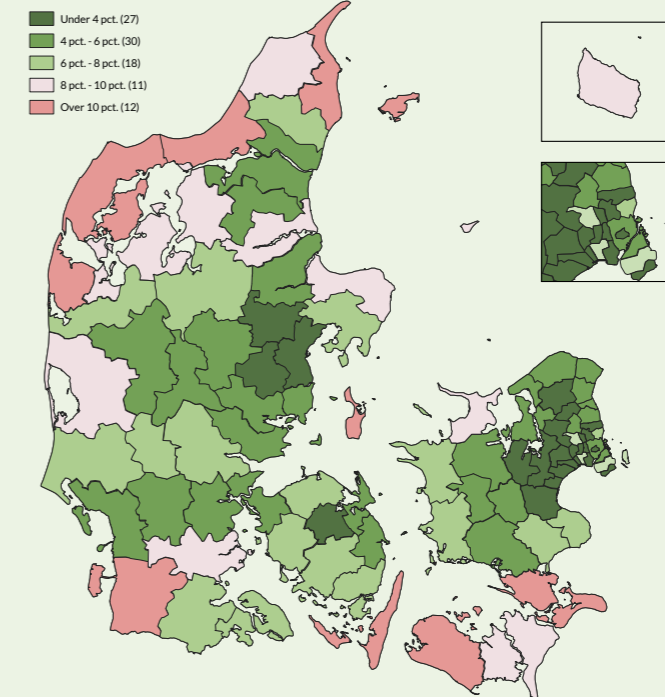 Under 4 pct. (27)
4 pct. - 6 pct. (30)
6 pct. - 8 pct. (18)
8 pct. - 10 pct. (11)
Over 10 pct. (12)